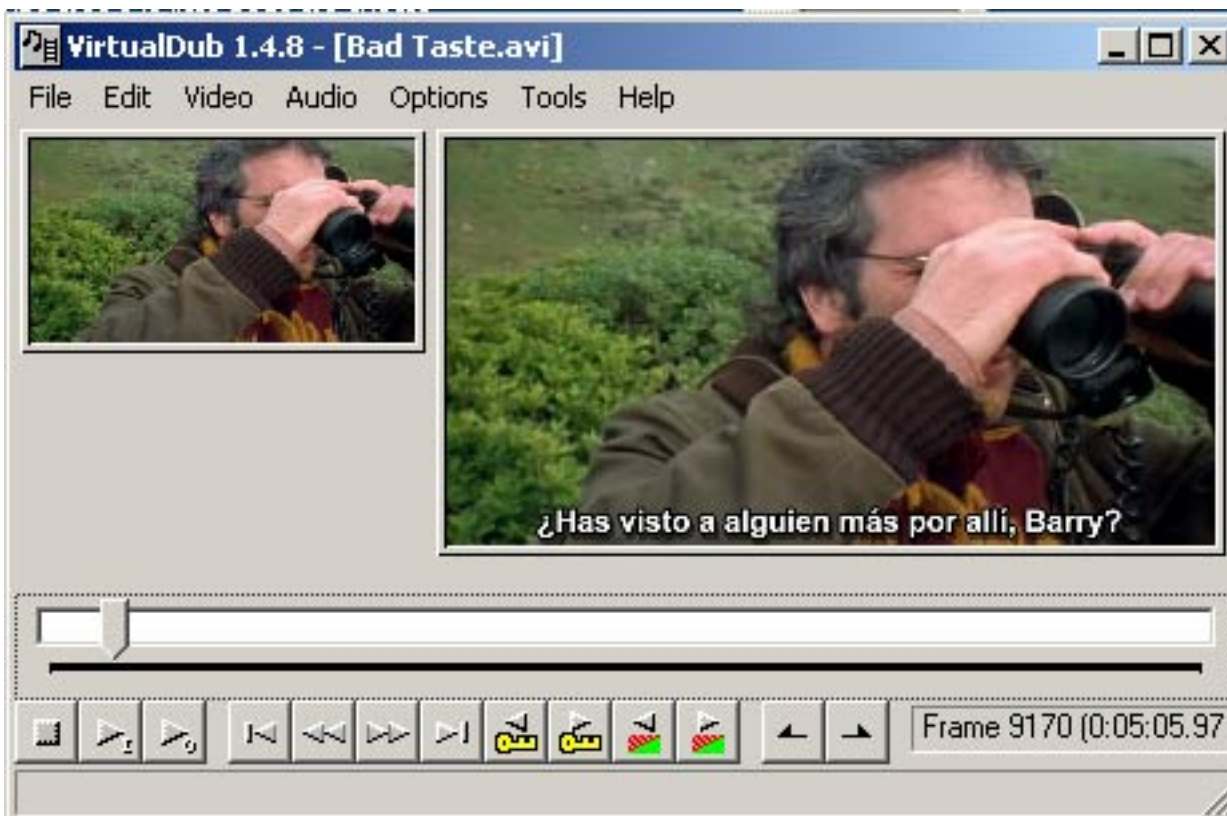 VirtualDub 1.4.8 - [Bad Taste.avi]
File Edit Video Audio Options Tools Help
¿Has visto a alguien más por allí, Barry?
Frame 9170 (0:05:05.97